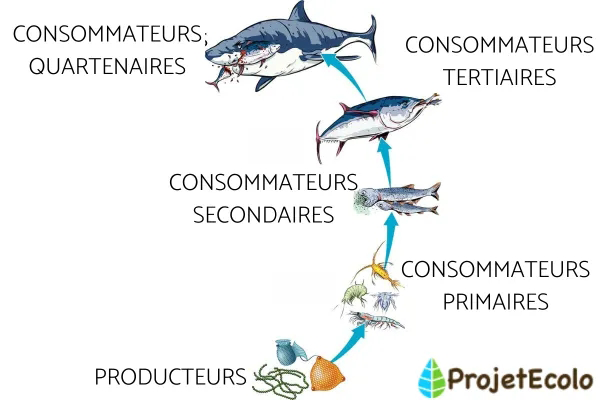 CONSOMMATEURS
QUARTENAIRES
CONSOMMATEURS
TERTIAIRES
CONSOMMATEURS
SECONDAIRES
CONSOMMATEURS
PRIMAIRES
PRODUCTEURS
ProjetEcolo